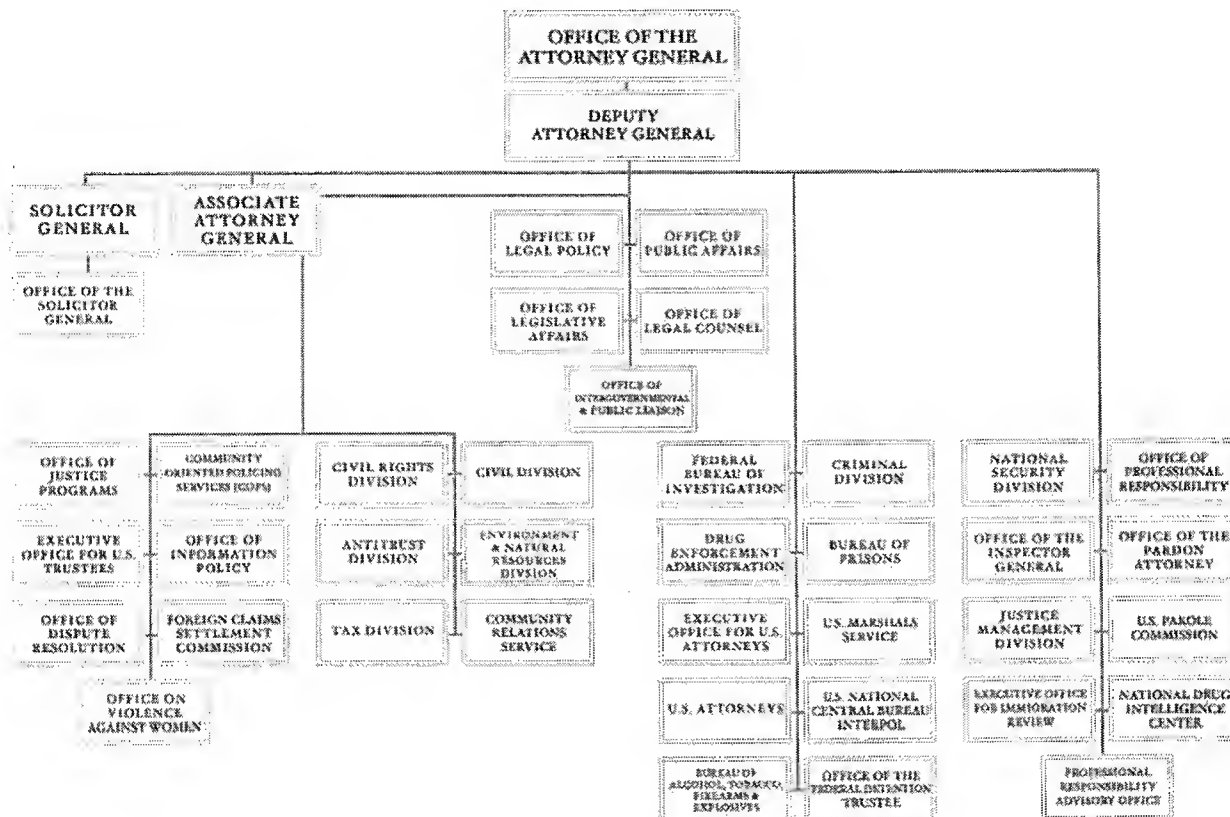 OFFICE OF THE
ATTORNEY GENERAL
DEPUTY
ATTORNEY GENERAL
SOLICITOR
GENERAL
ASSOCIATE
ATTORNEY
GENERAL
OFFICE OF THE
SOLICITOR
GENERAL
OFFICE OF
LEGAL POLICY
OFFICE OF
PUBLIC AFFAIRS
OFFICE OF
LEGISLATIVE
AFFAIRS
OFFICE OF
LEGAL COUNSEL
OFFICE OF
INTERGOVERNMENTAL
& PUBLIC LIAISON
OFFICE OF
JUSTICE
PROGRAMS
COMMUNITY
ORIENTED POLICING
SERVICES (COPS)
CIVIL RIGHTS
DIVISION
CIVIL DIVISION
FEDERAL
BUREAU OF
INVESTIGATION
CRIMINAL
DIVISION
NATIONAL
SECURITY
DIVISION
OFFICE OF
PROFESSIONAL
RESPONSIBILITY
EXECUTIVE
OFFICE FOR U.S.
TRUSTEES
OFFICE OF
INFORMATION
POLICY
ANTITRUST
DIVISION
ENVIRONMENT
& NATURAL
RESOURCES
DIVSION
DRUG
ENFORCEMENT
ADMINISTRATION
BUREAU OF
PRISONS
OFFICE OF THE
INSPECTOR
GENERAL
OFFICE OF THE
PARDON
ATTORNEY
OFFICE OF
DISPUTE
RESOLUTION
FOREIGN CLAIMS
SETTLEMENT
COMMISSION
TAX DIVISION
COMMUNITY
RELATIONS
SERVICE
EXECUTIVE
OFFICE FOR U.S.
ATTORNEYS
U.S. MARSHALS
SERVICE
JUSTICE
MANAGEMENT
DIVISION
U.S. PAROLE
COMMISSION
OFFICE ON
VIOLENCE
AGAINST WOMEN
U.S. ATTORNEYS
U.S. NATIONAL
CENTRAL BUREAU
INTERPOL
EXECUTIVE OFFICE
FOR IMMIGRATION
REVIEW
NATIONAL DRUG
INTELLIGENCE
CENTER
BUREAU OF
ALCOHOL, TOBACCO,
FIREARMS &
EXPLOSIVES
OFFICE OF THE
FEDERAL DETENTION
TRUSTEE
PROFESSIONAL
RESPONSIBILITY
ADVISORY OFFICE